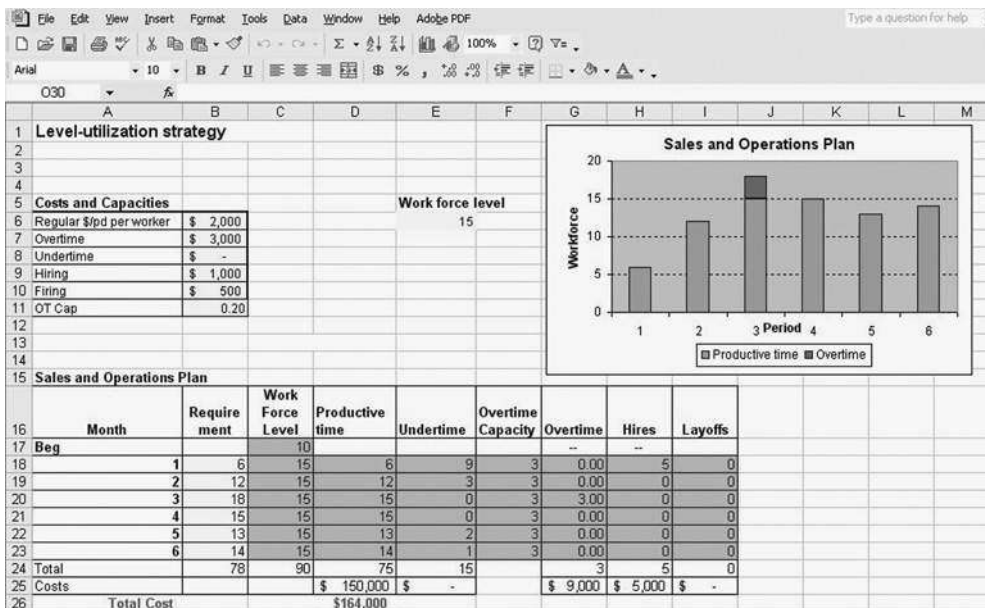 File Edit View Insert Format Tools Data Window Help Adobe PDF Type a question for help
100%
Arial 10 B I U $ % ,
O30 fx
A B C D E F G H I J K L M
1 Level-utilization strategy
2
3
4
5 Costs and Capacities Work force level
6 Regular $/pd per worker $ 2,000 15
7 Overtime $ 3,000
8 Undertime $ -
9 Hiring $ 1,000
10 Firing $ 500
11 OT Cap 0.20
12
13
14
Sales and Operations Plan
20
15
10
5
0
Workforce
1 2 3 Period 4 5 6
Productive time Overtime
15 Sales and Operations Plan
16 Month Require ment Work Force Level Productive time Undertime Overtime Capacity Overtime Hires Layoffs
17 Beg 10 -- --
18 1 6 15 6 9 3 0.00 5 0
19 2 12 15 12 3 3 0.00 0 0
20 3 18 15 15 0 3 3.00 0 0
21 4 15 15 15 0 3 0.00 0 0
22 5 13 15 13 2 3 0.00 0 0
23 6 14 15 14 1 3 0.00 0 0
24 Total 78 90 75 15 3 5 0
25 Costs $ 150,000 $ - $ 9,000 $ 5,000 $ -
26 Total Cost $164,000